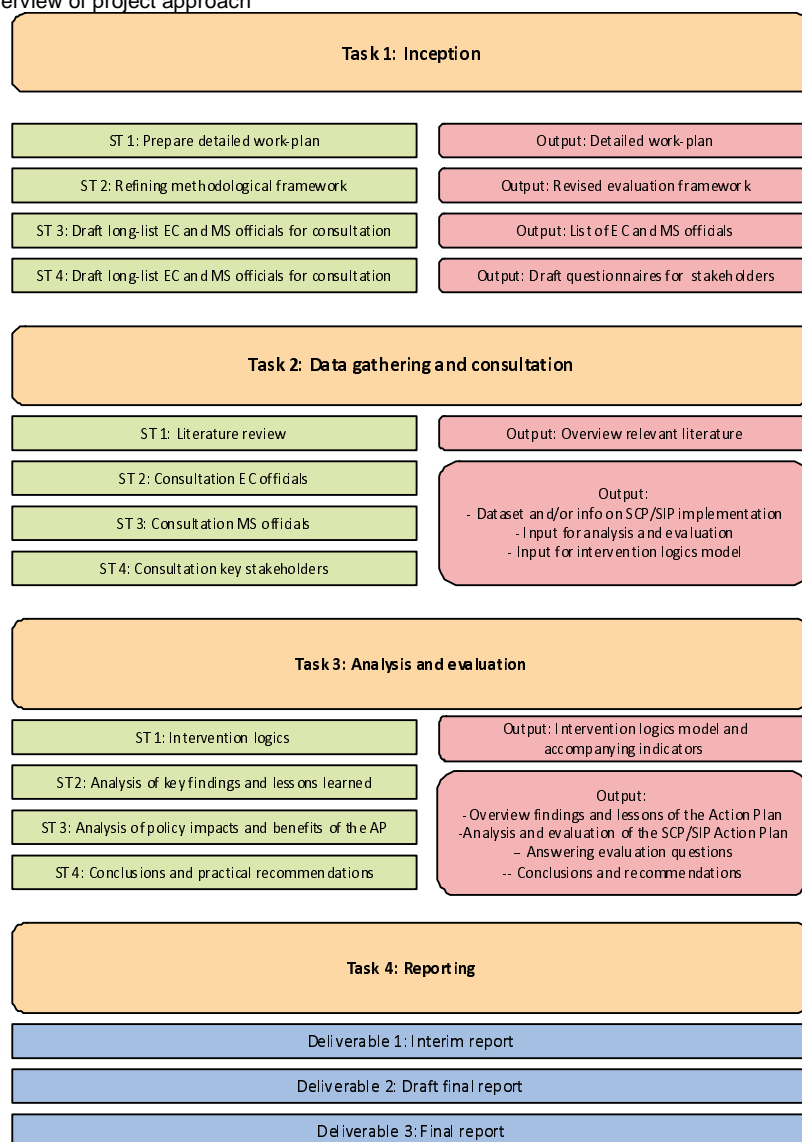 erview of project approach
Task 1: Inception
ST 1: Prepare detailed work-plan
Output: Detailed work-plan
ST 2: Refining methodological framework
Output: Revised evaluation framework
ST 3: Draft long-list EC and MS officials for consultation
Output: List of EC and MS officials
ST 4: Draft long-list EC and MS officials for consultation
Output: Draft questionnaires for stakeholders
Task 2: Data gathering and consultation
ST 1: Literature review
Output: Overview relevant literature
ST 2: Consultation EC officials
ST 3: Consultation MS officials
ST 4: Consultation key stakeholders
Output:
- Dataset and/or info on SCP/SIP implementation
- Input for analysis and evaluation
- Input for intervention logics model
Task 3: Analysis and evaluation
ST 1: Intervention logics
Output: Intervention logics model and
accompanying indicators
ST2: Analysis of key findings and lessons learned
ST 3: Analysis of policy impacts and benefits of the AP
ST 4: Conclusions and practical recommendations
Output:
- Overview findings and lessons of the Action Plan
-Analysis and evaluation of the SCP/SIP Action Plan
– Answering evaluation questions
-- Conclusions and recommendations
Task 4: Reporting
Deliverable 1: Interim report
Deliverable 2: Draft final report
Deliverable 3: Final report